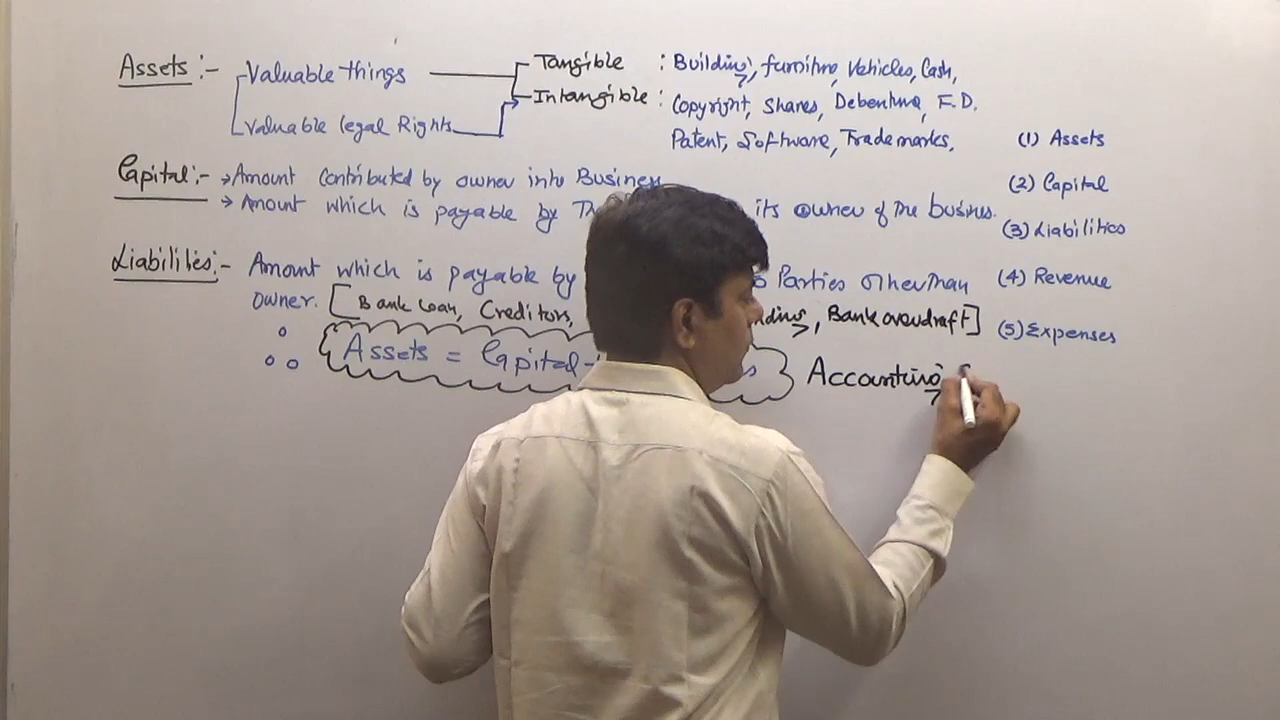 Assets :- Valuable things Tangible : Building, furniture, Vehicles, Cash,
Intangible : Copyright, Shares, Debenture, F.D.
Valuable legal Rights
Patent, Software, Trademarks,
(1) Assets
Capital :- → Amount Contributed by owner into Business
(2) Capital
→ Amount which is payable by The its owner of The busines.
(3) Liabilities
Liabilities :- Amount which is payable by Parties Other than
(4) Revenue
owner. [Bank loan, Creditors, , Bank overdraft]
(5) Expenses
Assets = Capital
Accounting